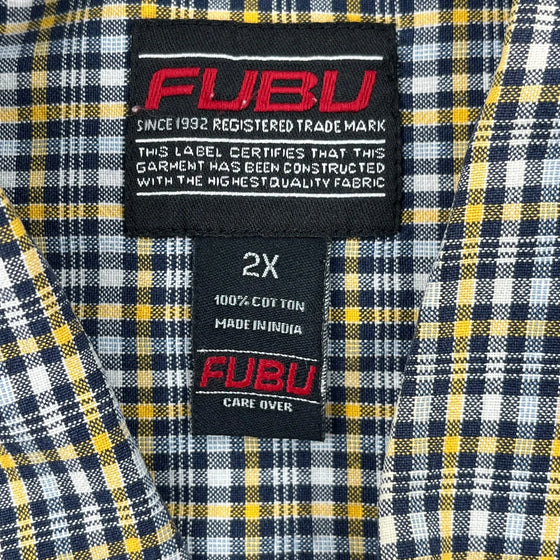 FUBU
SINCE 1992 REGISTERED TRADE MARK
THIS LABEL CERTIFIES THAT THIS
GARMENT HAS BEEN CONSTRUCTED
WITH THE HIGHEST QUALITY FABRIC
2X
100% COTTON
MADE IN INDIA
FUBU
CARE OVER